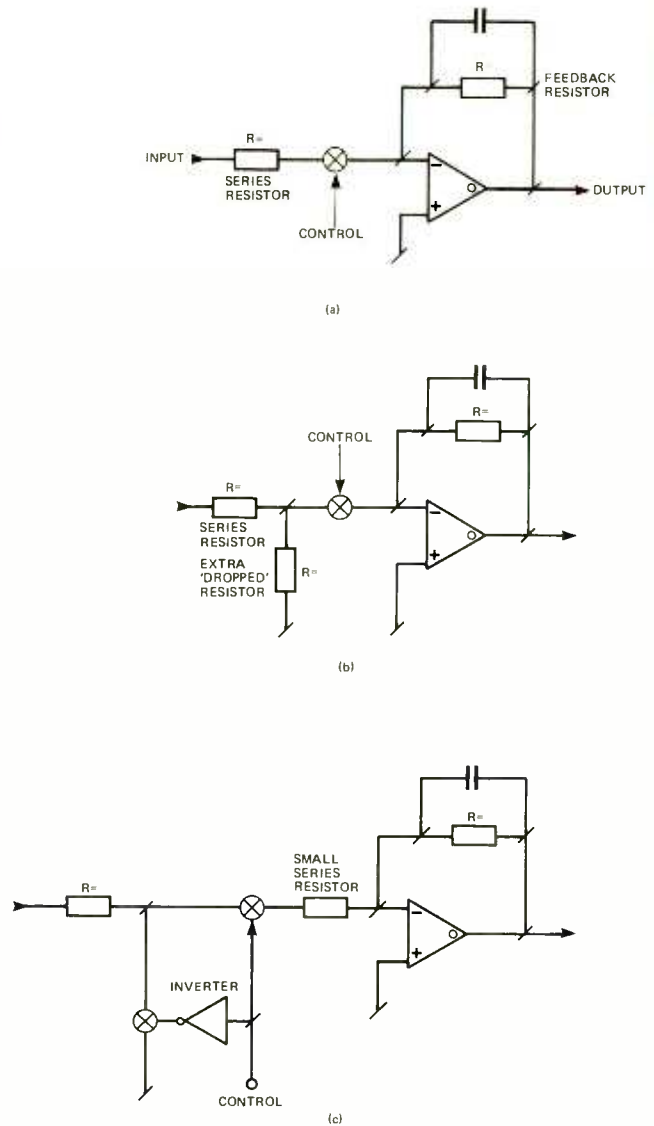 R=
FEEDBACK
RESISTOR
R=
INPUT
SERIES
RESISTOR
-
+
OUTPUT
CONTROL
(a)
R=
CONTROL
R=
SERIES
RESISTOR
EXTRA
'DROPPED'
RESISTOR
R=
-
+
(b)
R=
SMALL
SERIES
RESISTOR
R=
-
+
INVERTER
CONTROL
(c)